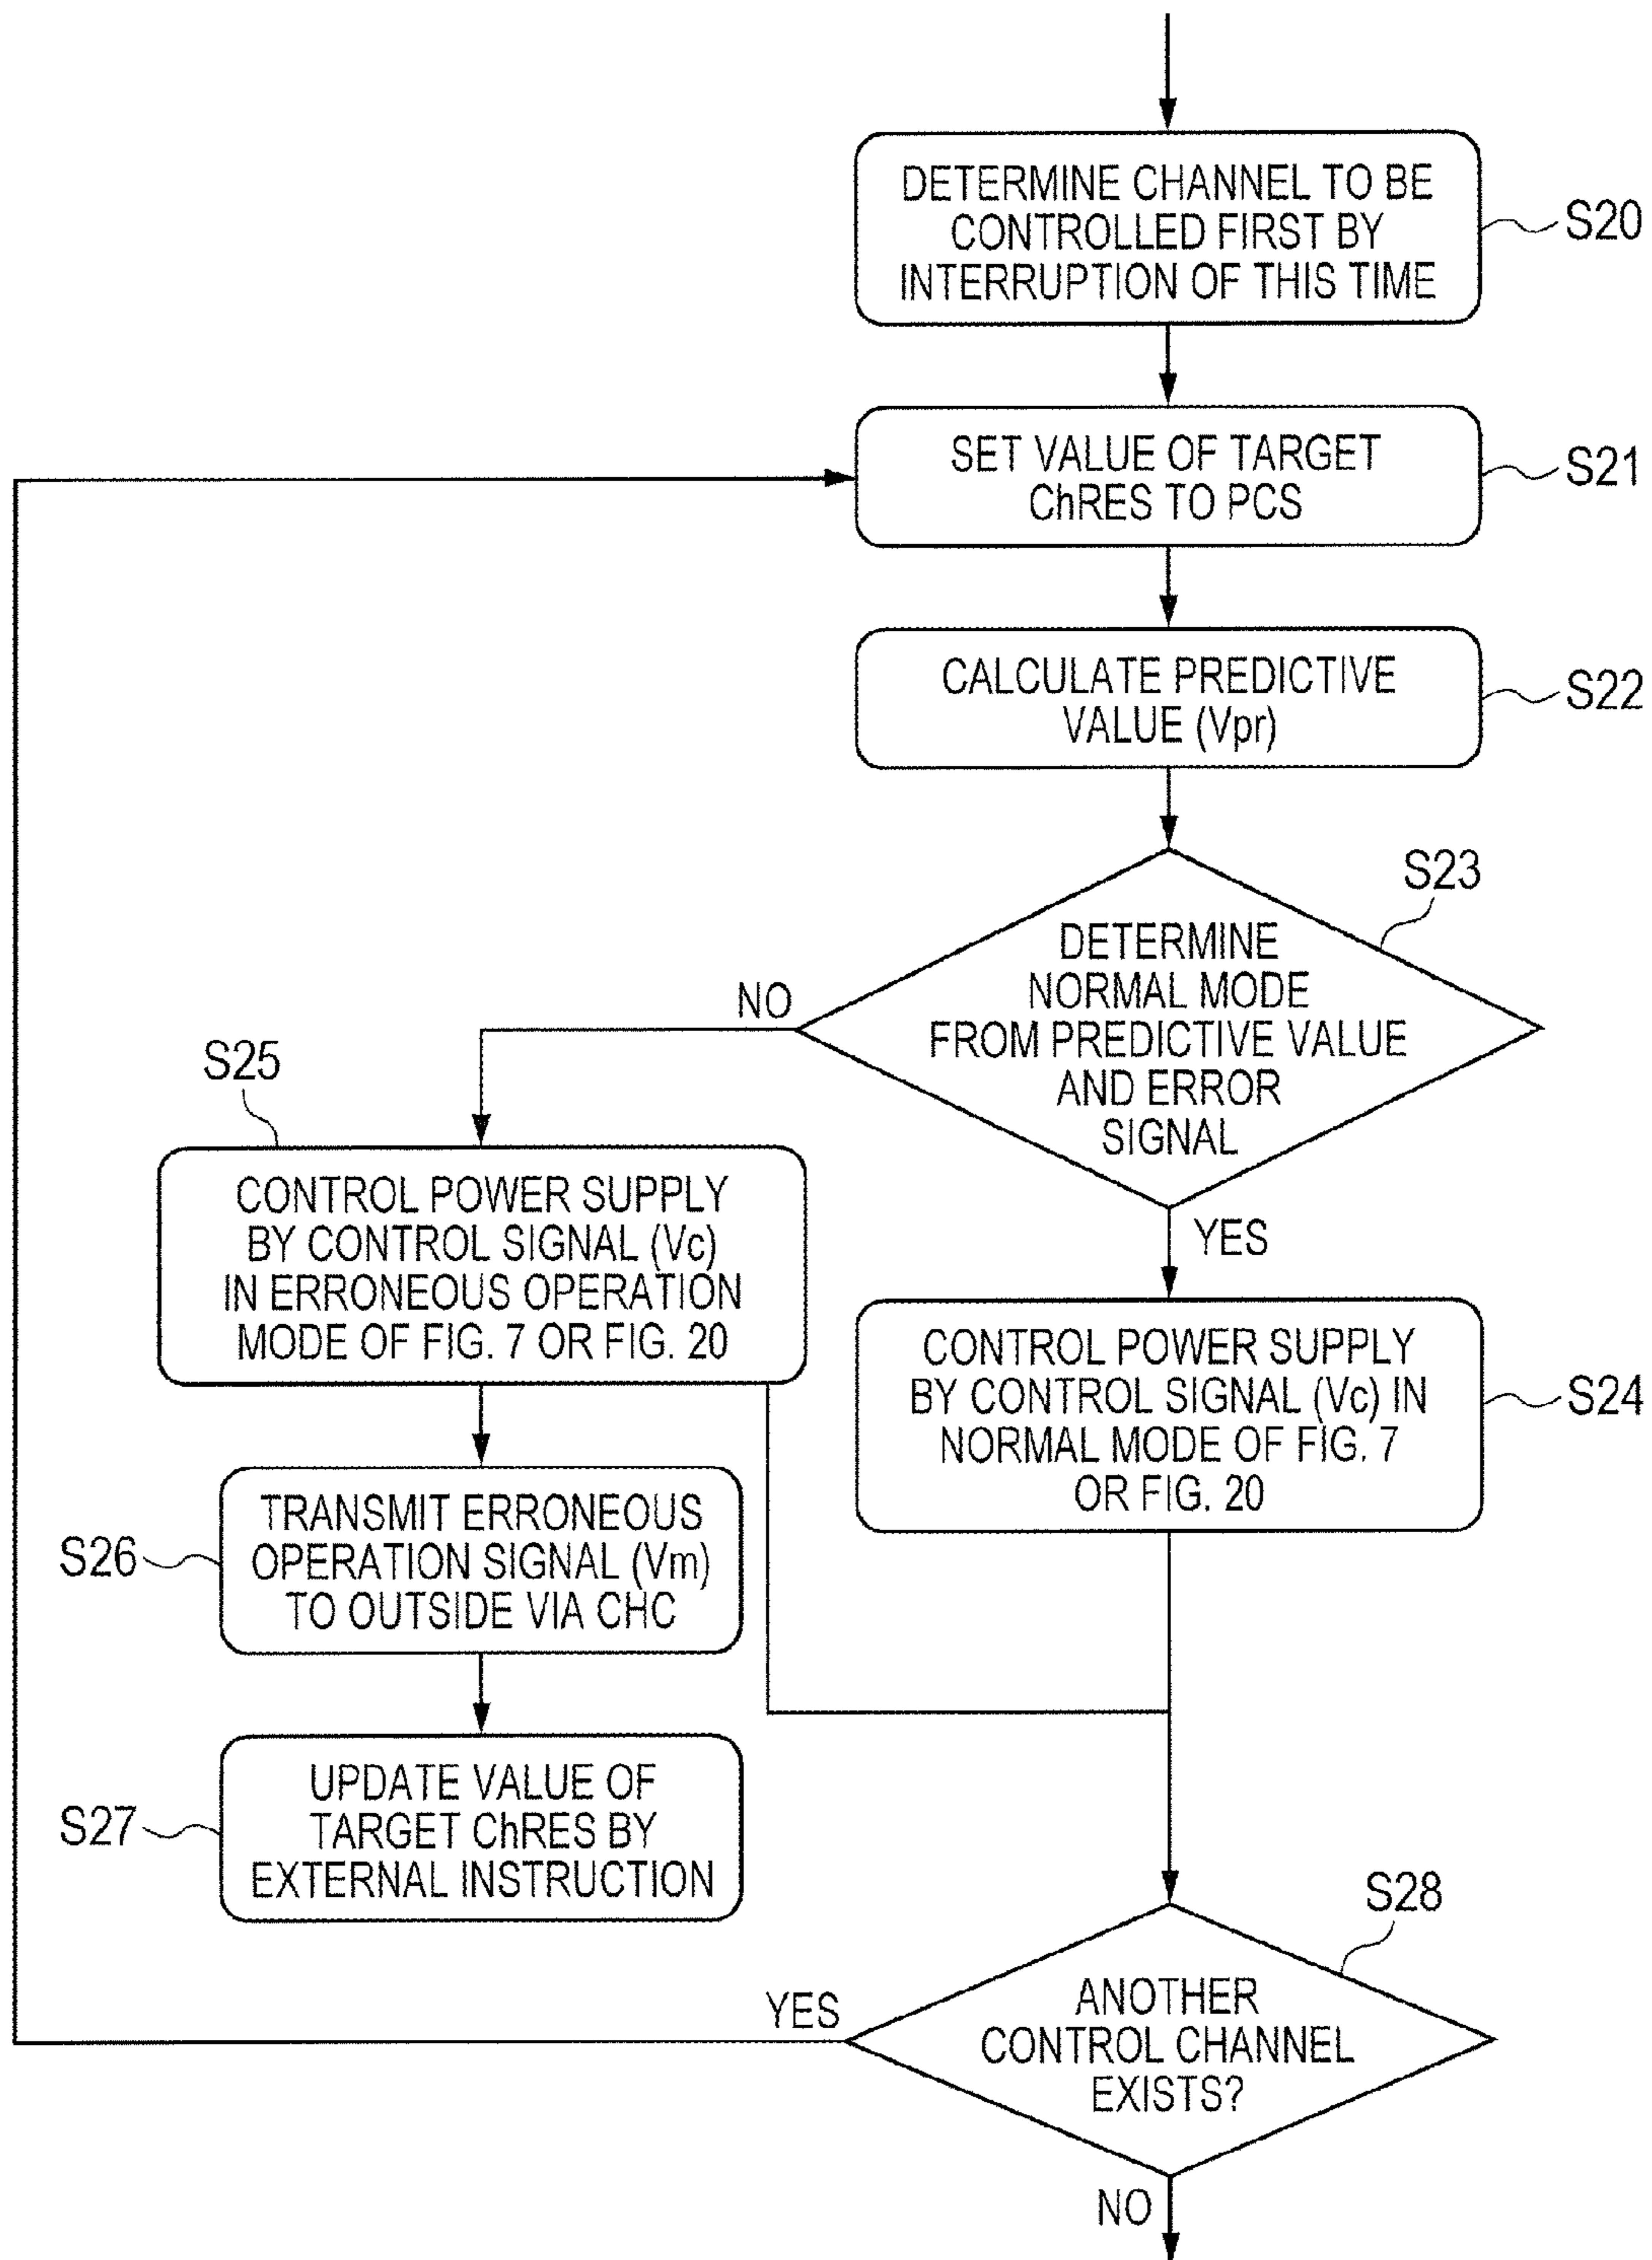 DETERMINE CHANNEL TO BE
CONTROLLED FIRST BY
INTERRUPTION OF THIS TIME
S20
SET VALUE OF TARGET
ChRES TO PCS
S21
CALCULATE PREDICTIVE
VALUE (Vpr)
S22
S23
DETERMINE
NORMAL MODE
FROM PREDICTIVE VALUE
AND ERROR
SIGNAL
NO
YES
S25
CONTROL POWER SUPPLY
BY CONTROL SIGNAL (Vc)
IN ERRONEOUS OPERATION
MODE OF FIG. 7 OR FIG. 20
CONTROL POWER SUPPLY
BY CONTROL SIGNAL (Vc) IN
NORMAL MODE OF FIG. 7
OR FIG. 20
S24
S26
TRANSMIT ERRONEOUS
OPERATION SIGNAL (Vm)
TO OUTSIDE VIA CHC
S27
UPDATE VALUE OF
TARGET ChRES BY
EXTERNAL INSTRUCTION
S28
YES
ANOTHER
CONTROL CHANNEL
EXISTS?
NO